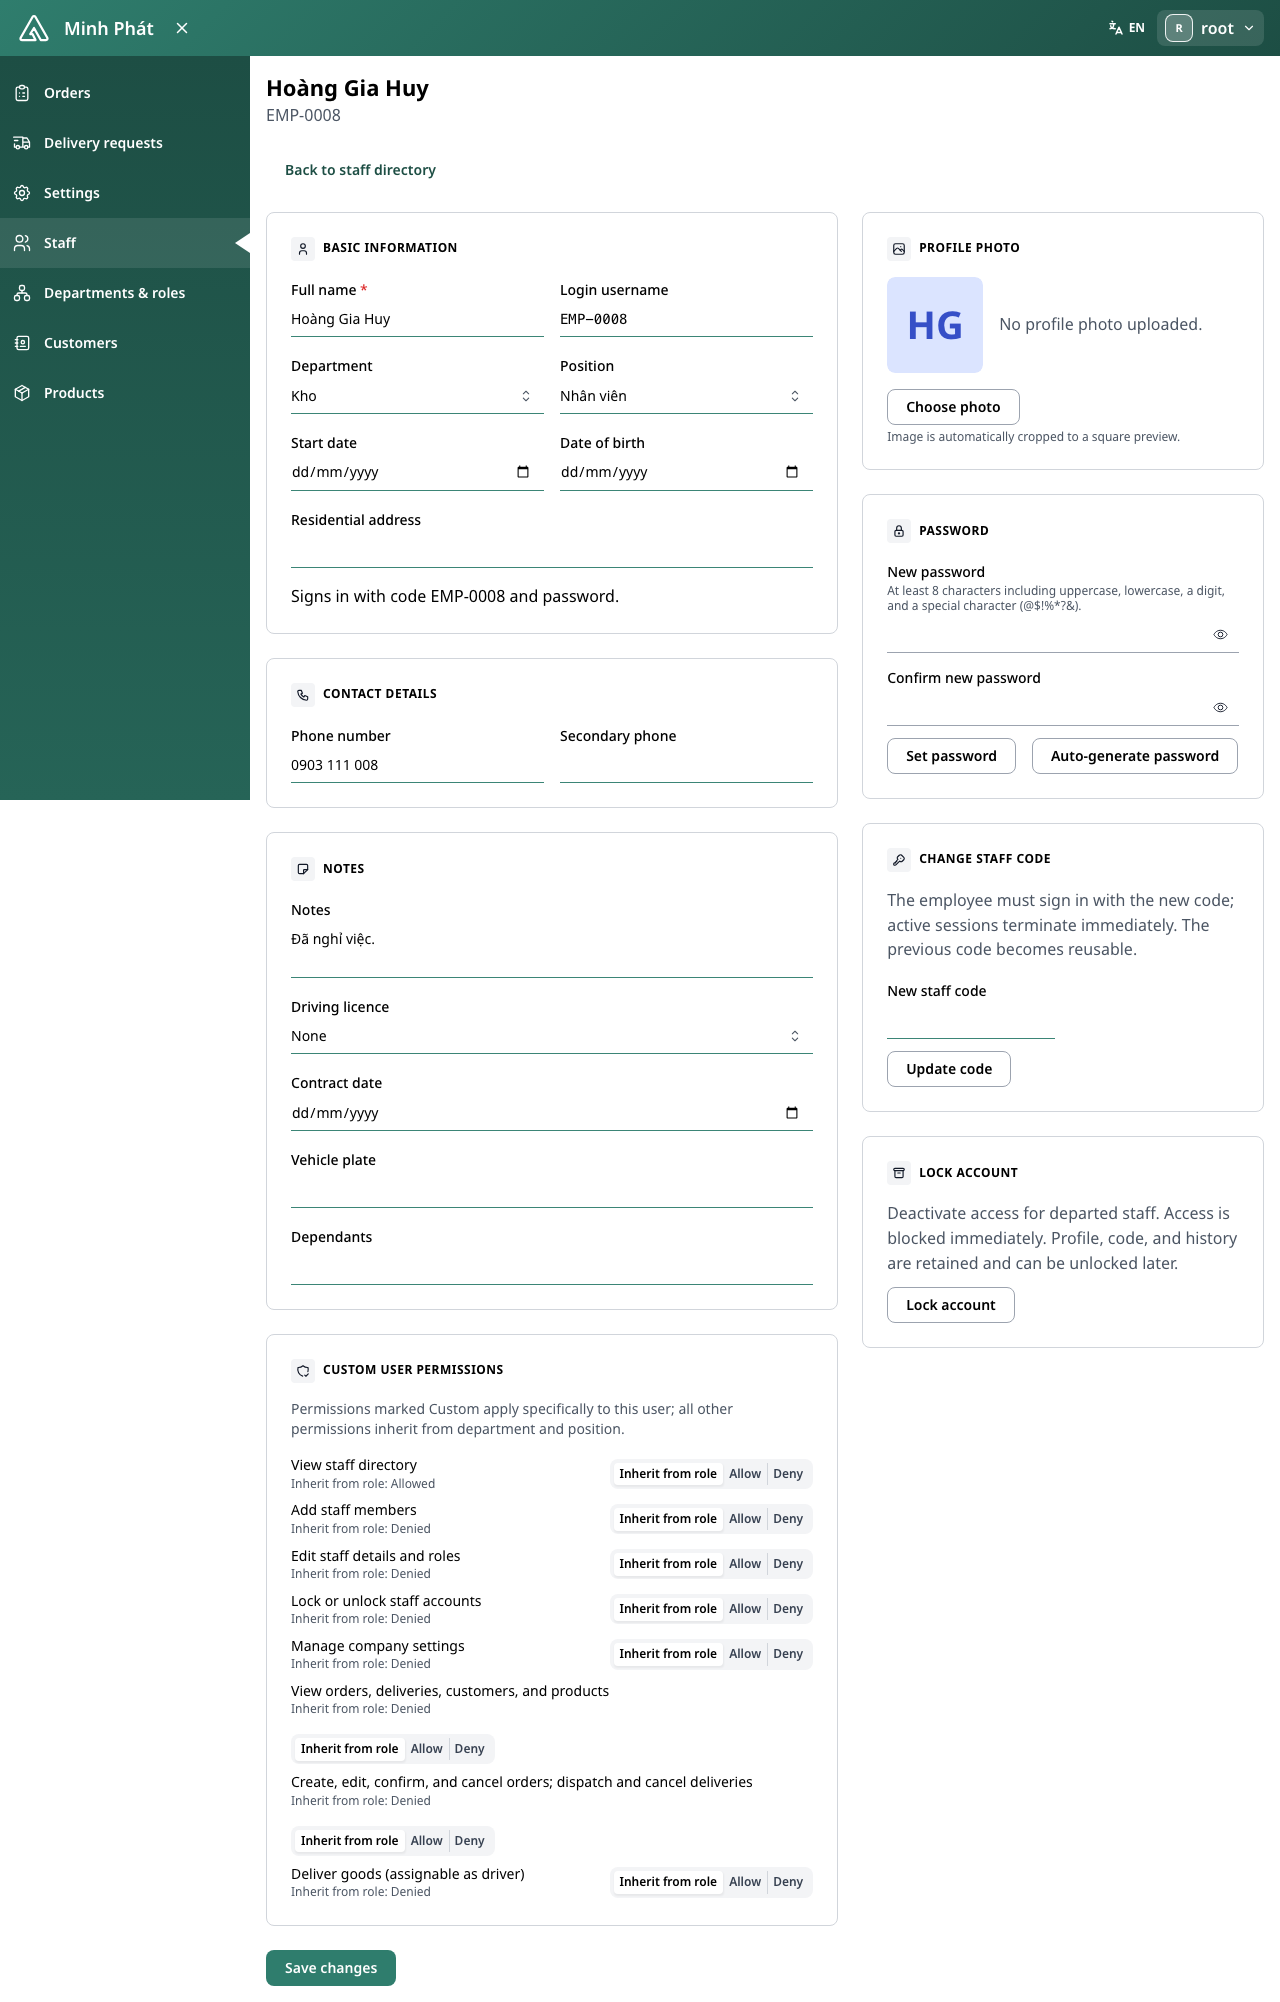 Minh Phát
EN
R
root
Orders
Delivery requests
Settings
Staff
Departments & roles
Customers
Products
Hoàng Gia Huy
EMP-0008
Back to staff directory
BASIC INFORMATION
Full name *
Login username
Hoàng Gia Huy
EMP-0008
Department
Position
Kho
Nhân viên
Start date
Date of birth
dd/mm/yyyy
dd/mm/yyyy
Residential address
Signs in with code EMP-0008 and password.
CONTACT DETAILS
Phone number
Secondary phone
0903 111 008
NOTES
Notes
Đã nghỉ việc.
Driving licence
None
Contract date
dd/mm/yyyy
Vehicle plate
Dependants
CUSTOM USER PERMISSIONS
Permissions marked Custom apply specifically to this user; all other
permissions inherit from department and position.
View staff directory
Inherit from role: Allowed
Inherit from role Allow Deny
Add staff members
Inherit from role: Denied
Inherit from role Allow Deny
Edit staff details and roles
Inherit from role: Denied
Inherit from role Allow Deny
Lock or unlock staff accounts
Inherit from role: Denied
Inherit from role Allow Deny
Manage company settings
Inherit from role: Denied
Inherit from role Allow Deny
View orders, deliveries, customers, and products
Inherit from role: Denied
Inherit from role Allow Deny
Create, edit, confirm, and cancel orders; dispatch and cancel deliveries
Inherit from role: Denied
Inherit from role Allow Deny
Deliver goods (assignable as driver)
Inherit from role: Denied
Inherit from role Allow Deny
Save changes
PROFILE PHOTO
HG
No profile photo uploaded.
Choose photo
Image is automatically cropped to a square preview.
PASSWORD
New password
At least 8 characters including uppercase, lowercase, a digit,
and a special character (@$!%*?&).
Confirm new password
Set password
Auto-generate password
CHANGE STAFF CODE
The employee must sign in with the new code;
active sessions terminate immediately. The
previous code becomes reusable.
New staff code
Update code
LOCK ACCOUNT
Deactivate access for departed staff. Access is
blocked immediately. Profile, code, and history
are retained and can be unlocked later.
Lock account